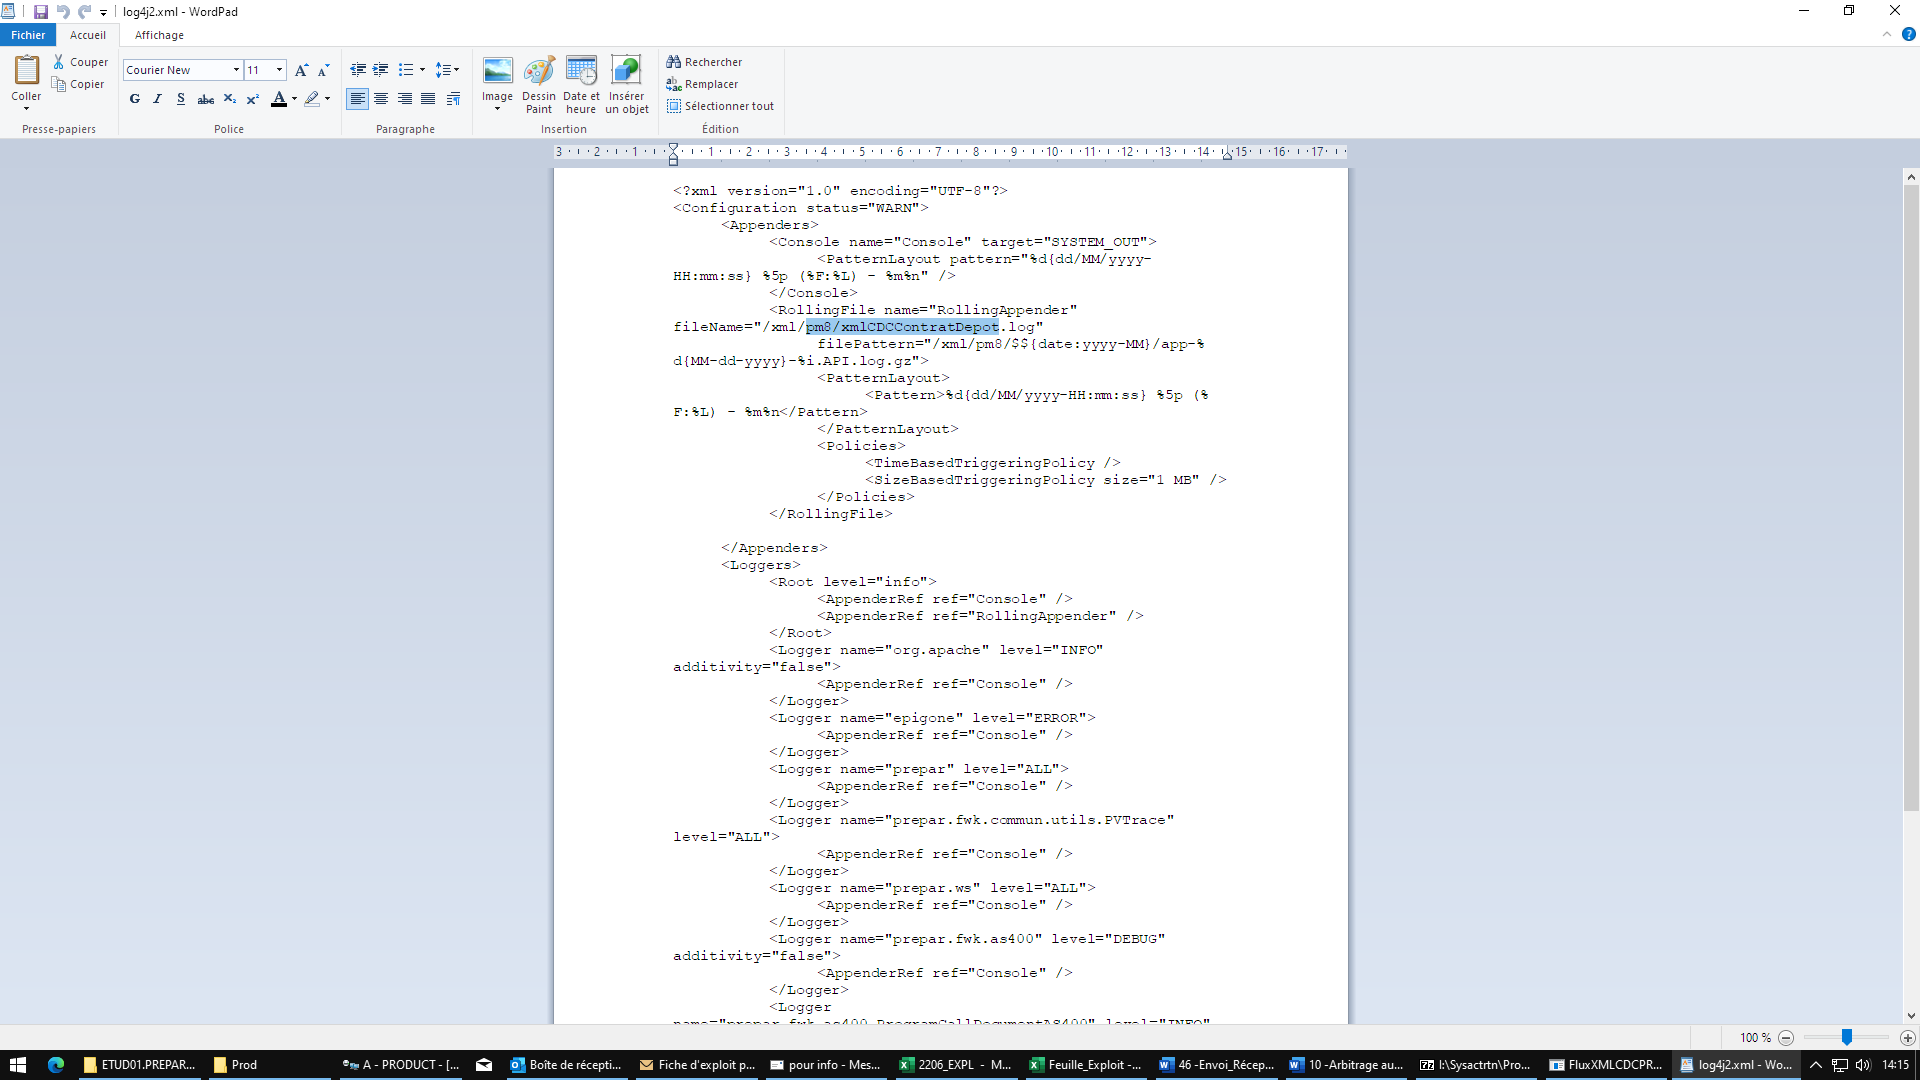 log4j2.xml - WordPad
Fichier Accueil Affichage
Coller
Couper
Copier
Presse-papiers
Courier New 11
G I S abc X₂ X² A
Police
Paragraphe
Image
Dessin Paint
Date et heure
Insérer un objet
Insertion
Rechercher
Remplacer
Sélectionner tout
Édition
3 2 1 1 2 3 4 5 6 7 8 9 10 11 12 13 14 15 16 17
<?xml version="1.0" encoding="UTF-8"?>
<Configuration status="WARN">
<Appenders>
<Console name="Console" target="SYSTEM_OUT">
<PatternLayout pattern="%d{dd/MM/yyyy-
HH:mm:ss} %5p (%F:%L) - %m%n" />
</Console>
<RollingFile name="RollingAppender"
fileName="/xml/pm8/xmlCDCContratDepot.log"
filePattern="/xml/pm8/$${date:yyyy-MM}/app-%
d{MM-dd-yyyy}-%i.API.log.gz">
<PatternLayout>
<Pattern>%d{dd/MM/yyyy-HH:mm:ss} %5p (%
F:%L) - %m%n</Pattern>
</PatternLayout>
<Policies>
<TimeBasedTriggeringPolicy />
<SizeBasedTriggeringPolicy size="1 MB" />
</Policies>
</RollingFile>
</Appenders>
<Loggers>
<Root level="info">
<AppenderRef ref="Console" />
<AppenderRef ref="RollingAppender" />
</Root>
<Logger name="org.apache" level="INFO"
additivity="false">
<AppenderRef ref="Console" />
</Logger>
<Logger name="epigone" level="ERROR">
<AppenderRef ref="Console" />
</Logger>
<Logger name="prepar" level="ALL">
<AppenderRef ref="Console" />
</Logger>
<Logger name="prepar.fwk.commun.utils.PVTrace"
level="ALL">
<AppenderRef ref="Console" />
</Logger>
<Logger name="prepar.ws" level="ALL">
<AppenderRef ref="Console" />
</Logger>
<Logger name="prepar.fwk.as400" level="DEBUG"
additivity="false">
<AppenderRef ref="Console" />
</Logger>
<Logger
name="prepar.fwk.as400.ProgramCallDocumentAS400" level="INFO"
100 %
ETUD01.PREPAR... Prod A - PRODUCT - [... Boîte de récepti... Fiche d'exploit p... pour info - Mes... 2206_EXPL - M... Feuille_Exploit -... 46 -Envoi_Récep... 10 -Arbitrage au... I:\Sysactrtn\Pro... FluxXMLCDCPR... log4j2.xml - Wo... 14:15